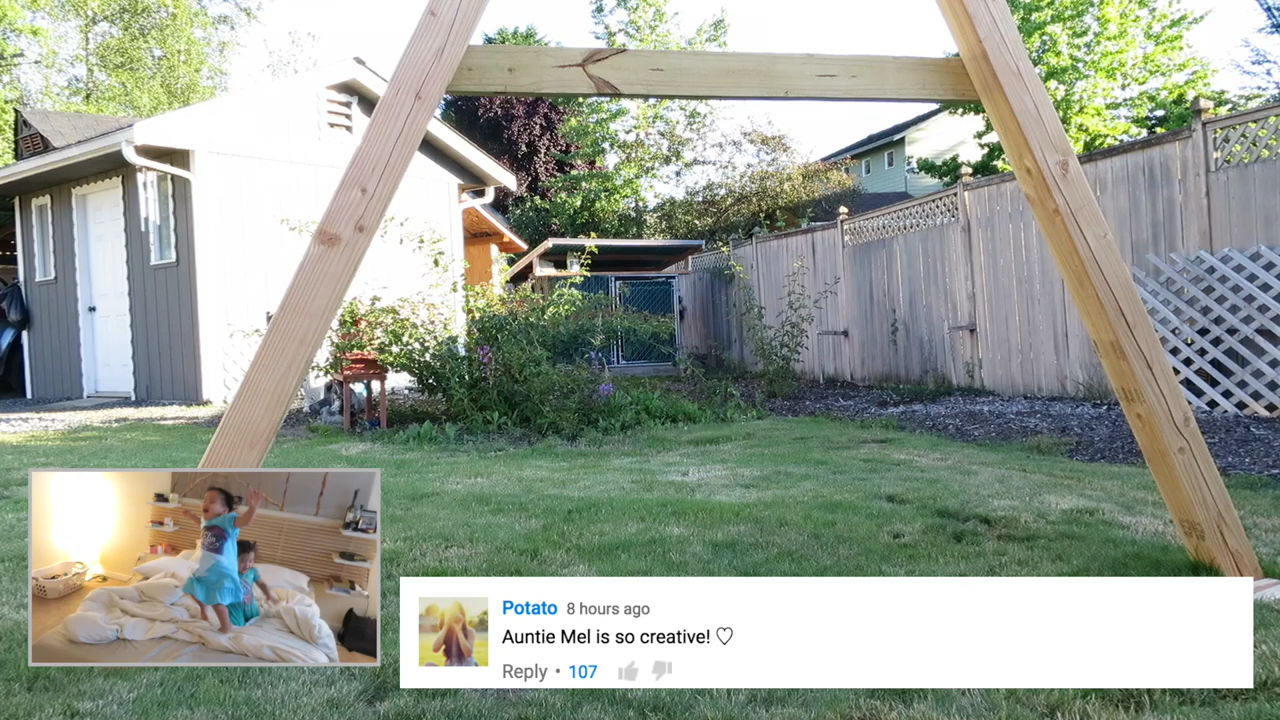 Potato 8 hours ago
Auntie Mel is so creative! ♡
Reply • 107